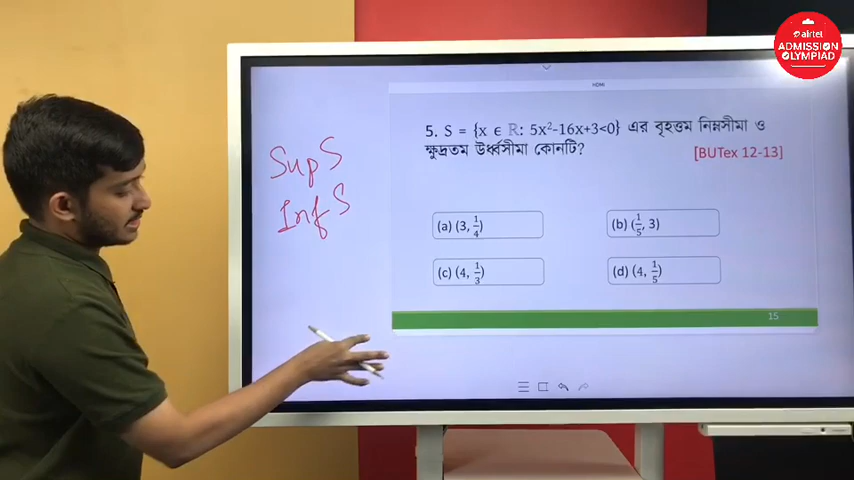 airtel
ADMISSION
OLYMPIAD
HDMI
5. S = {x ϵ ℝ: 5x²-16x+3<0} এর বৃহত্তম নিম্নসীমা ও
ক্ষুদ্রতম উর্ধ্বসীমা কোনটি?
[BUTex 12-13]
Sup S
Inf S
(a) (3, 1/4)
(b) (1/5, 3)
(c) (4, 1/3)
(d) (4, 1/5)
15